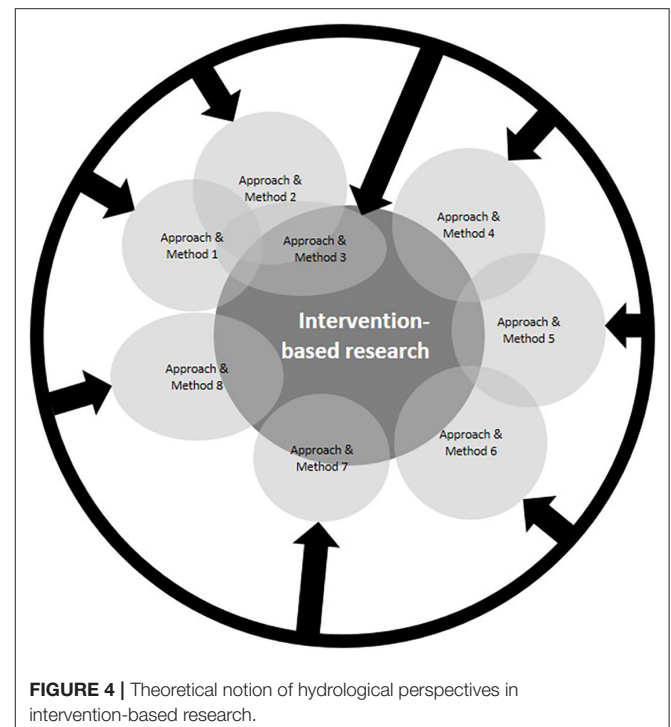 Approach &
Method 2
Approach &
Method 1
Approach &
Method 3
Approach &
Method 4
Intervention-
based research
Approach &
Method 5
Approach &
Method 8
Approach &
Method 6
Approach &
Method 7
FIGURE 4 | Theoretical notion of hydrological perspectives in
intervention-based research.